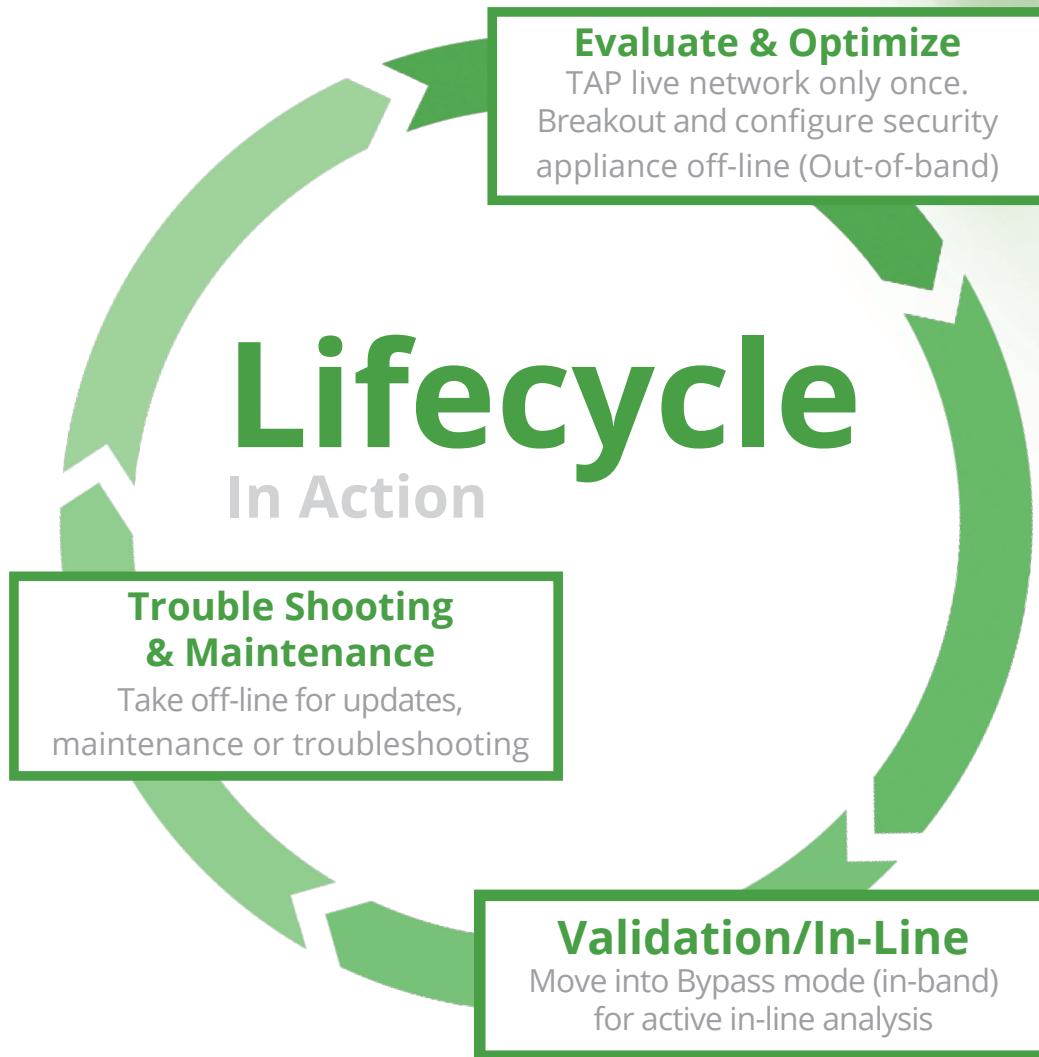 Evaluate & Optimize
TAP live network only once.
Breakout and configure security
appliance off-line (Out-of-band)
Lifecycle
In Action
Trouble Shooting
& Maintenance
Take off-line for updates,
maintenance or troubleshooting
Validation/In-Line
Move into Bypass mode (in-band)
for active in-line analysis